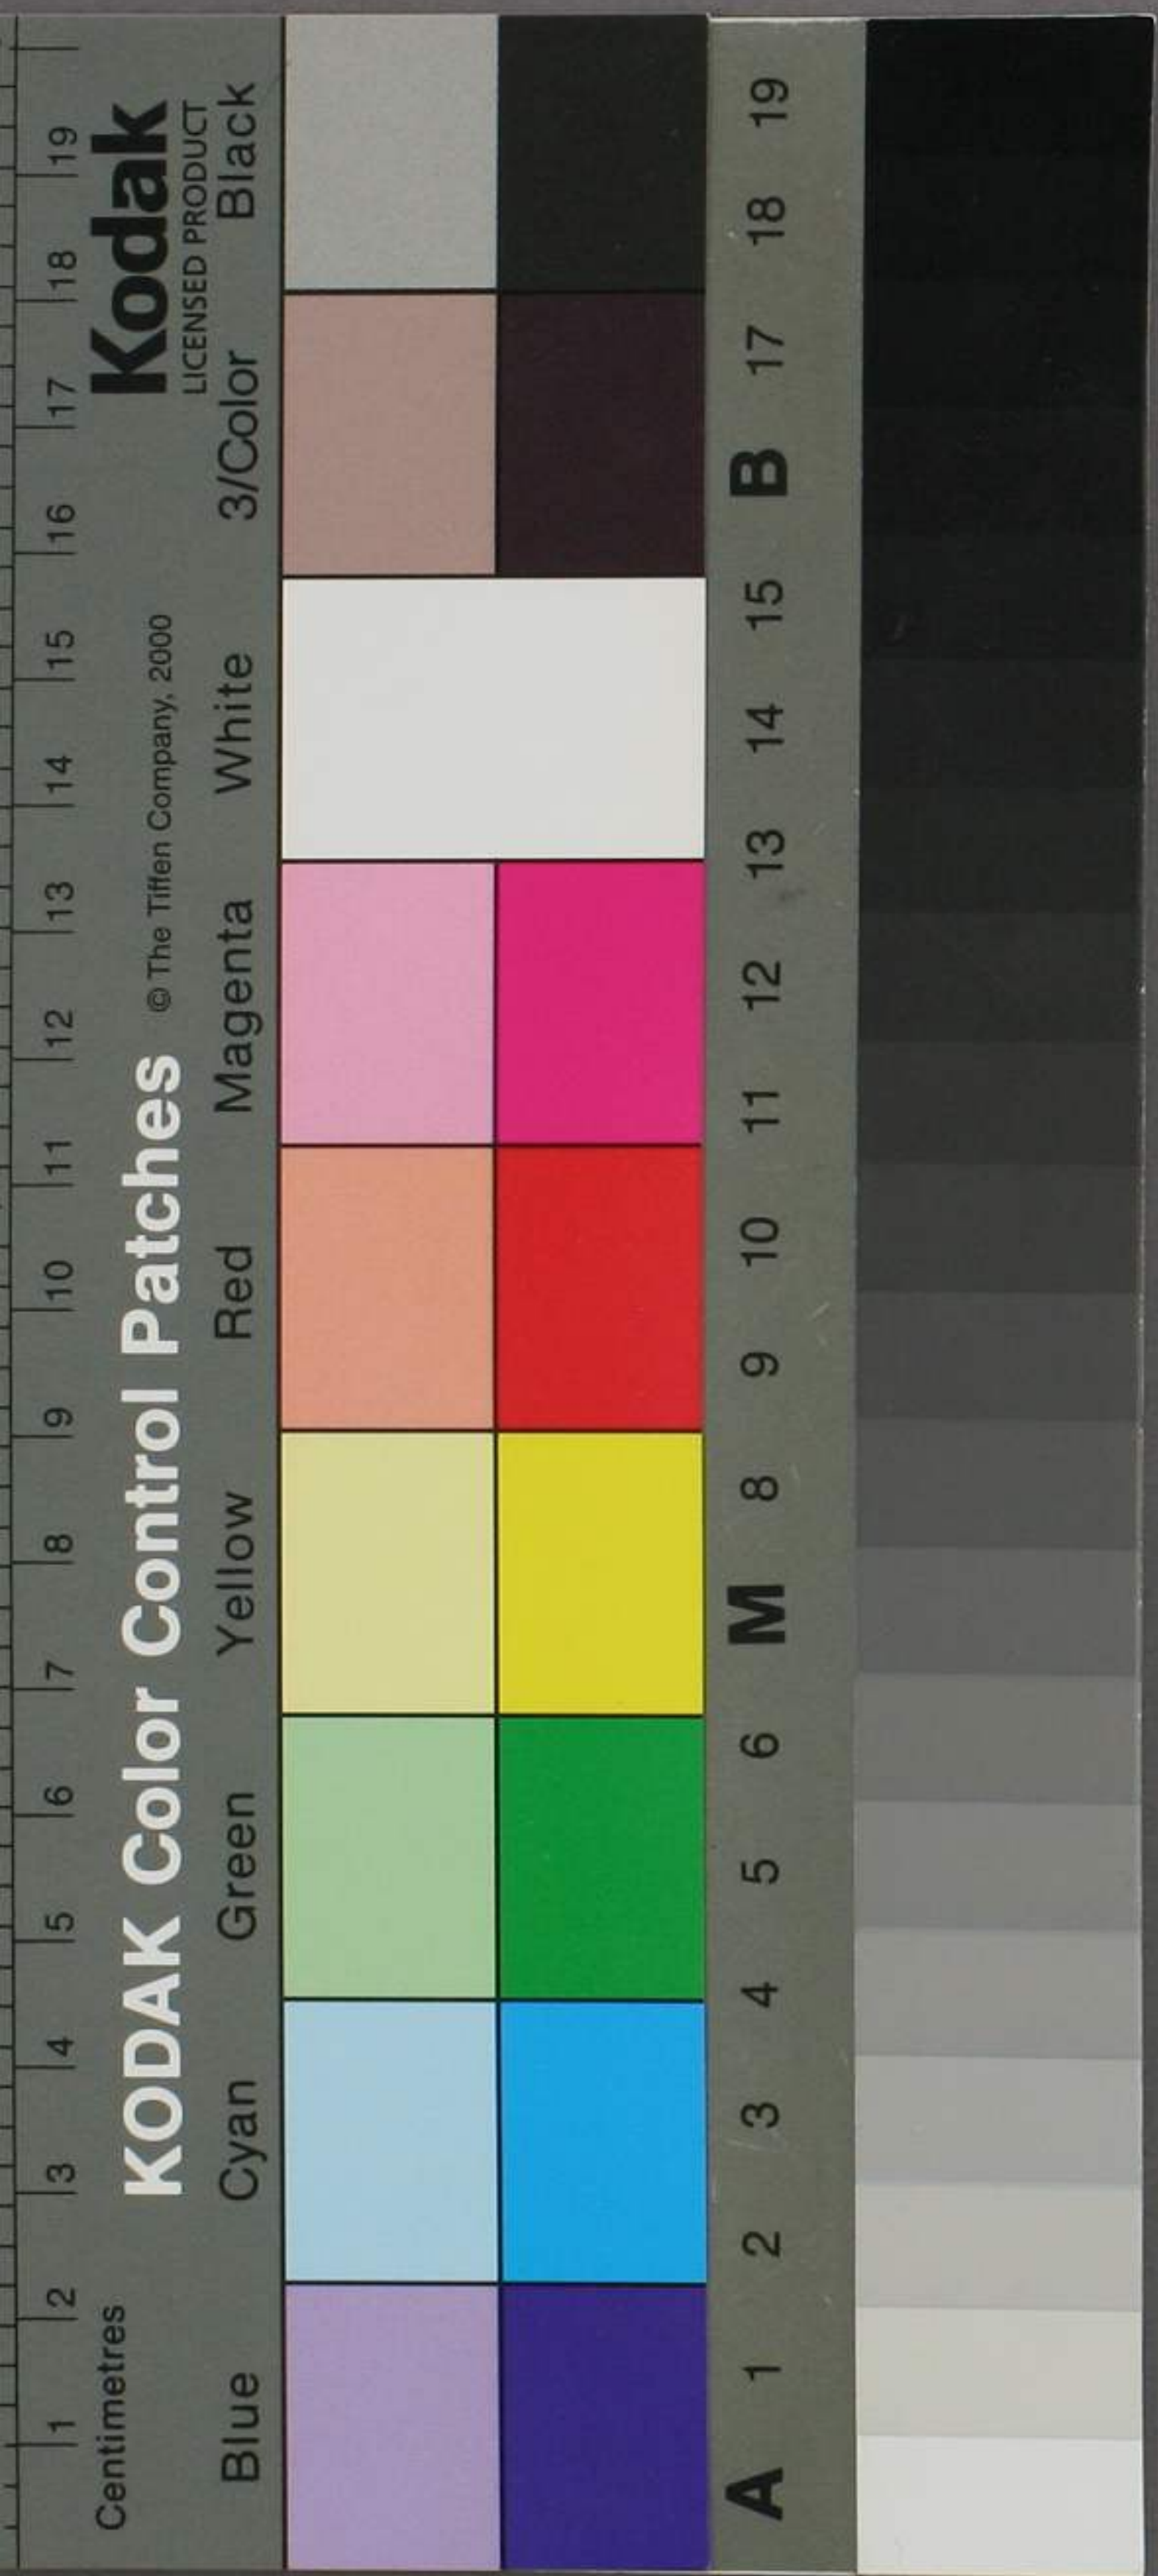 Centimetres
1 2 3 4 5 6 7 8 9 10 11 12 13 14 15 16 17 18 19
KODAK Color Control Patches © The Tiffen Company, 2000
Kodak
LICENSED PRODUCT
Blue Cyan Green Yellow Red Magenta White 3/Color Black
A 1 2 3 4 5 6 M 8 9 10 11 12 13 14 15 B 17 18 19